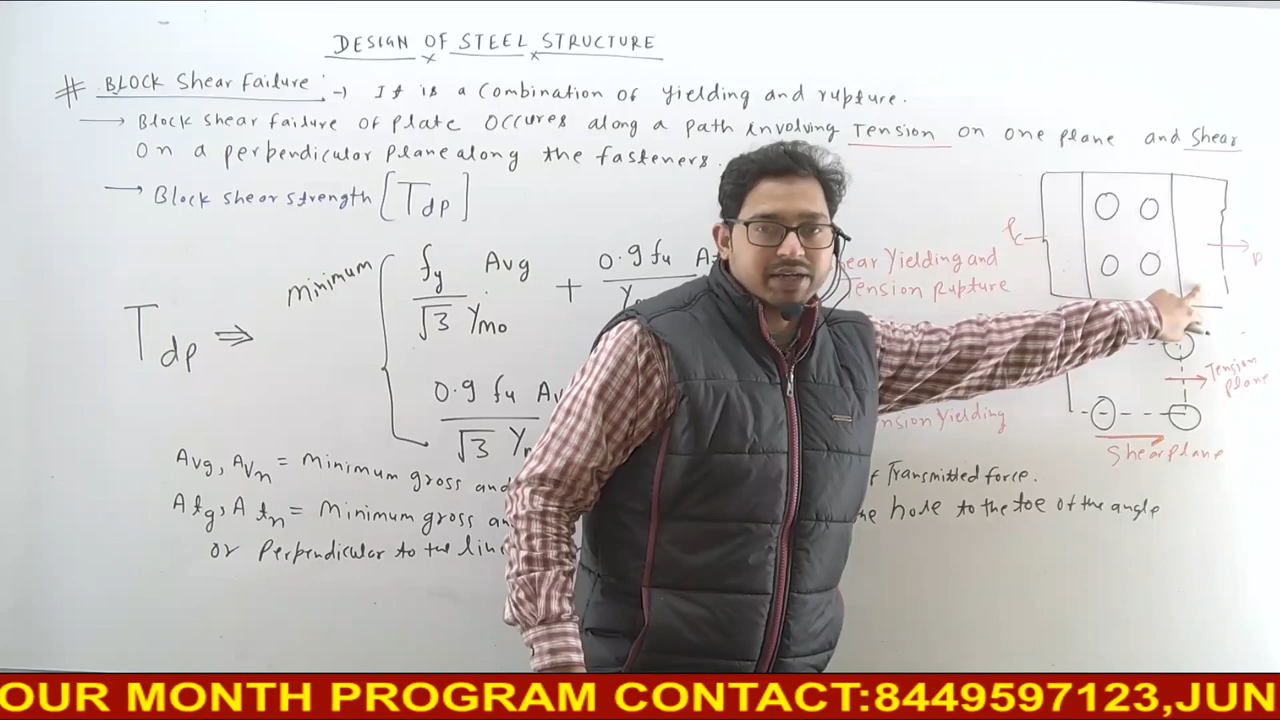 DESIGN OF STEEL STRUCTURE
# BLOCK Shear Failure :-) It is a Combination of yielding and rupture.
→ Block shear failure of plate occures along a path involving Tension on one plane and Shear
on a perpendicular plane along the fasteners.
→ Block shear strength [Tdp]
Tdp ⇒ minimum { fy Avg / √3 γmo + 0.9 fu
Shear Yielding and
Tension Rupture
0.9 fu / √3
Tension Yielding
P
Tension plane
Shear plane
Avg, Avn = Minimum gross and
Transmitted force.
Atg, Atn = Minimum gross
hole to the toe of the angle
or Perpendicular to the line
OUR MONTH PROGRAM CONTACT:8449597123,JUN